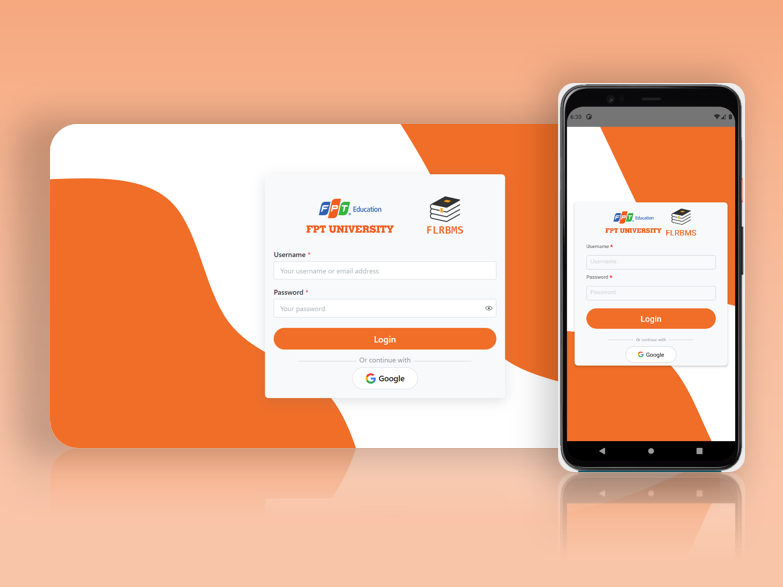 FPT Education
FPT UNIVERSITY
FLRBMS
Username *
Your username or email address
Password *
Your password
Login
Or continue with
Google
6:30
FPT Education
FPT UNIVERSITY
FLRBMS
Username *
Username
Password *
Password
Login
Or continue with
Google